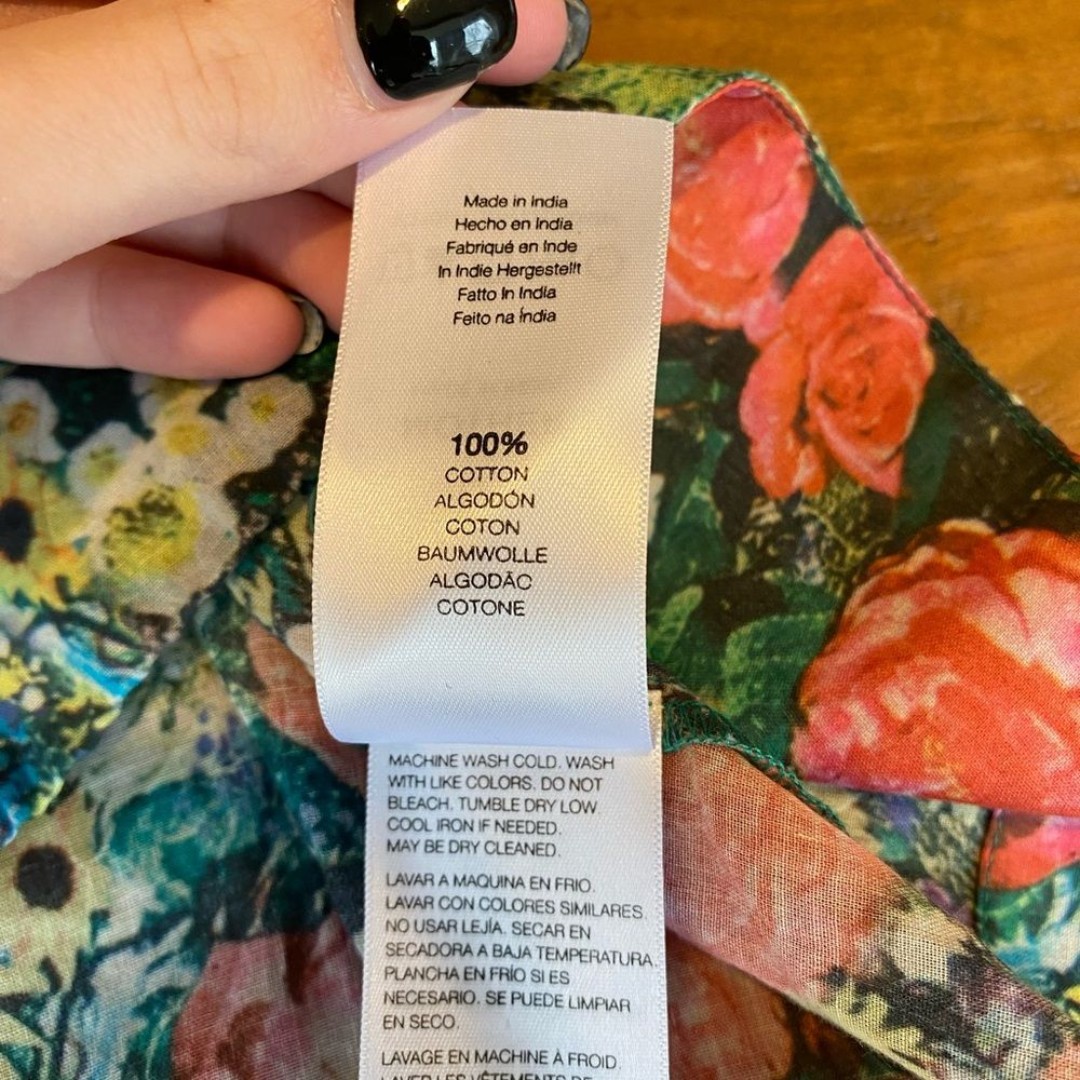 Made in India
Hecho en India
Fabriqué en Inde
In Indie Hergestellt
Fatto In India
Feito na Índia
100%
COTTON
ALGODÓN
COTON
BAUMWOLLE
ALGODÃO
COTONE
MACHINE WASH COLD. WASH
WITH LIKE COLORS. DO NOT
BLEACH. TUMBLE DRY LOW
COOL IRON IF NEEDED.
MAY BE DRY CLEANED.
LAVAR A MAQUINA EN FRIO.
LAVAR CON COLORES SIMILARES.
NO USAR LEJÍA. SECAR EN
SECADORA A BAJA TEMPERATURA.
PLANCHA EN FRÍO SI ES
NECESARIO. SE PUEDE LIMPIAR
EN SECO.
LAVAGE EN MACHINE À FROID.
LAVER LES VÊTEMENTS DE